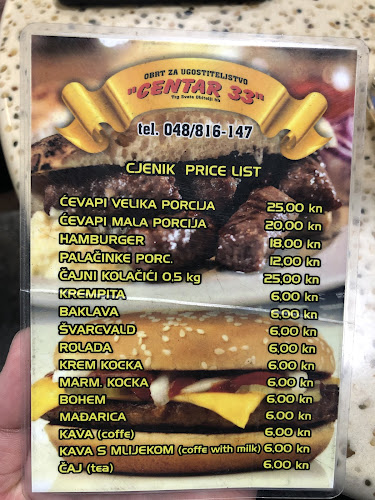 OBRT ZA UGOSTITELJSTVO
"CENTAR 33"
Trg Svete
tel. 048/816-147
CJENIK PRICE LIST
ĆEVAPI VELIKA PORCIJA 25,00 kn
ĆEVAPI MALA PORCIJA 20,00 kn
HAMBURGER 18.00 kn
PALAČINKE PORC. 12,00 kn
ČAJNI KOLAČIĆI 0.5 kg 25,00 kn
KREMPITA 6.00 kn
BAKLAVA 6.00 kn
ŠVARCVALD 6,00 kn
ROLADA 6,00 kn
KREM KOCKA 6.00 kn
MARM. KOCKA 6.00 kn
BOHEM 6.00 kn
MAĐARICA 6.00 kn
KAVA (coffe) 6.00 kn
KAVA S MLIJEKOM (coffe with milk) 6.00 kn
ČAJ (tea) 6.00 kn